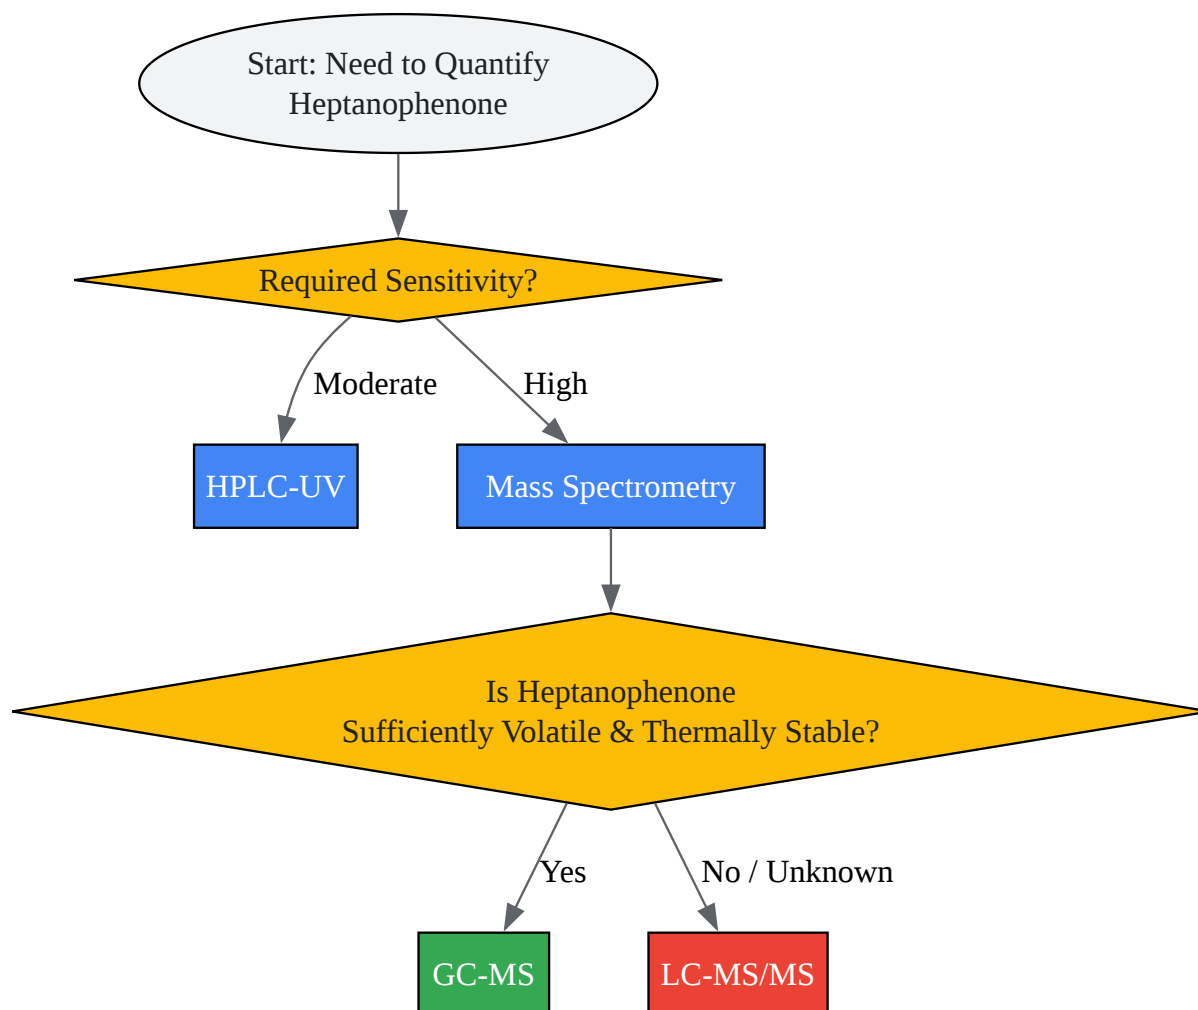 Start: Need to Quantify
Heptanophenone
Required Sensitivity?
Moderate
High
HPLC-UV
Mass Spectrometry
Is Heptanophenone
Sufficiently Volatile & Thermally Stable?
Yes
No / Unknown
GC-MS
LC-MS/MS